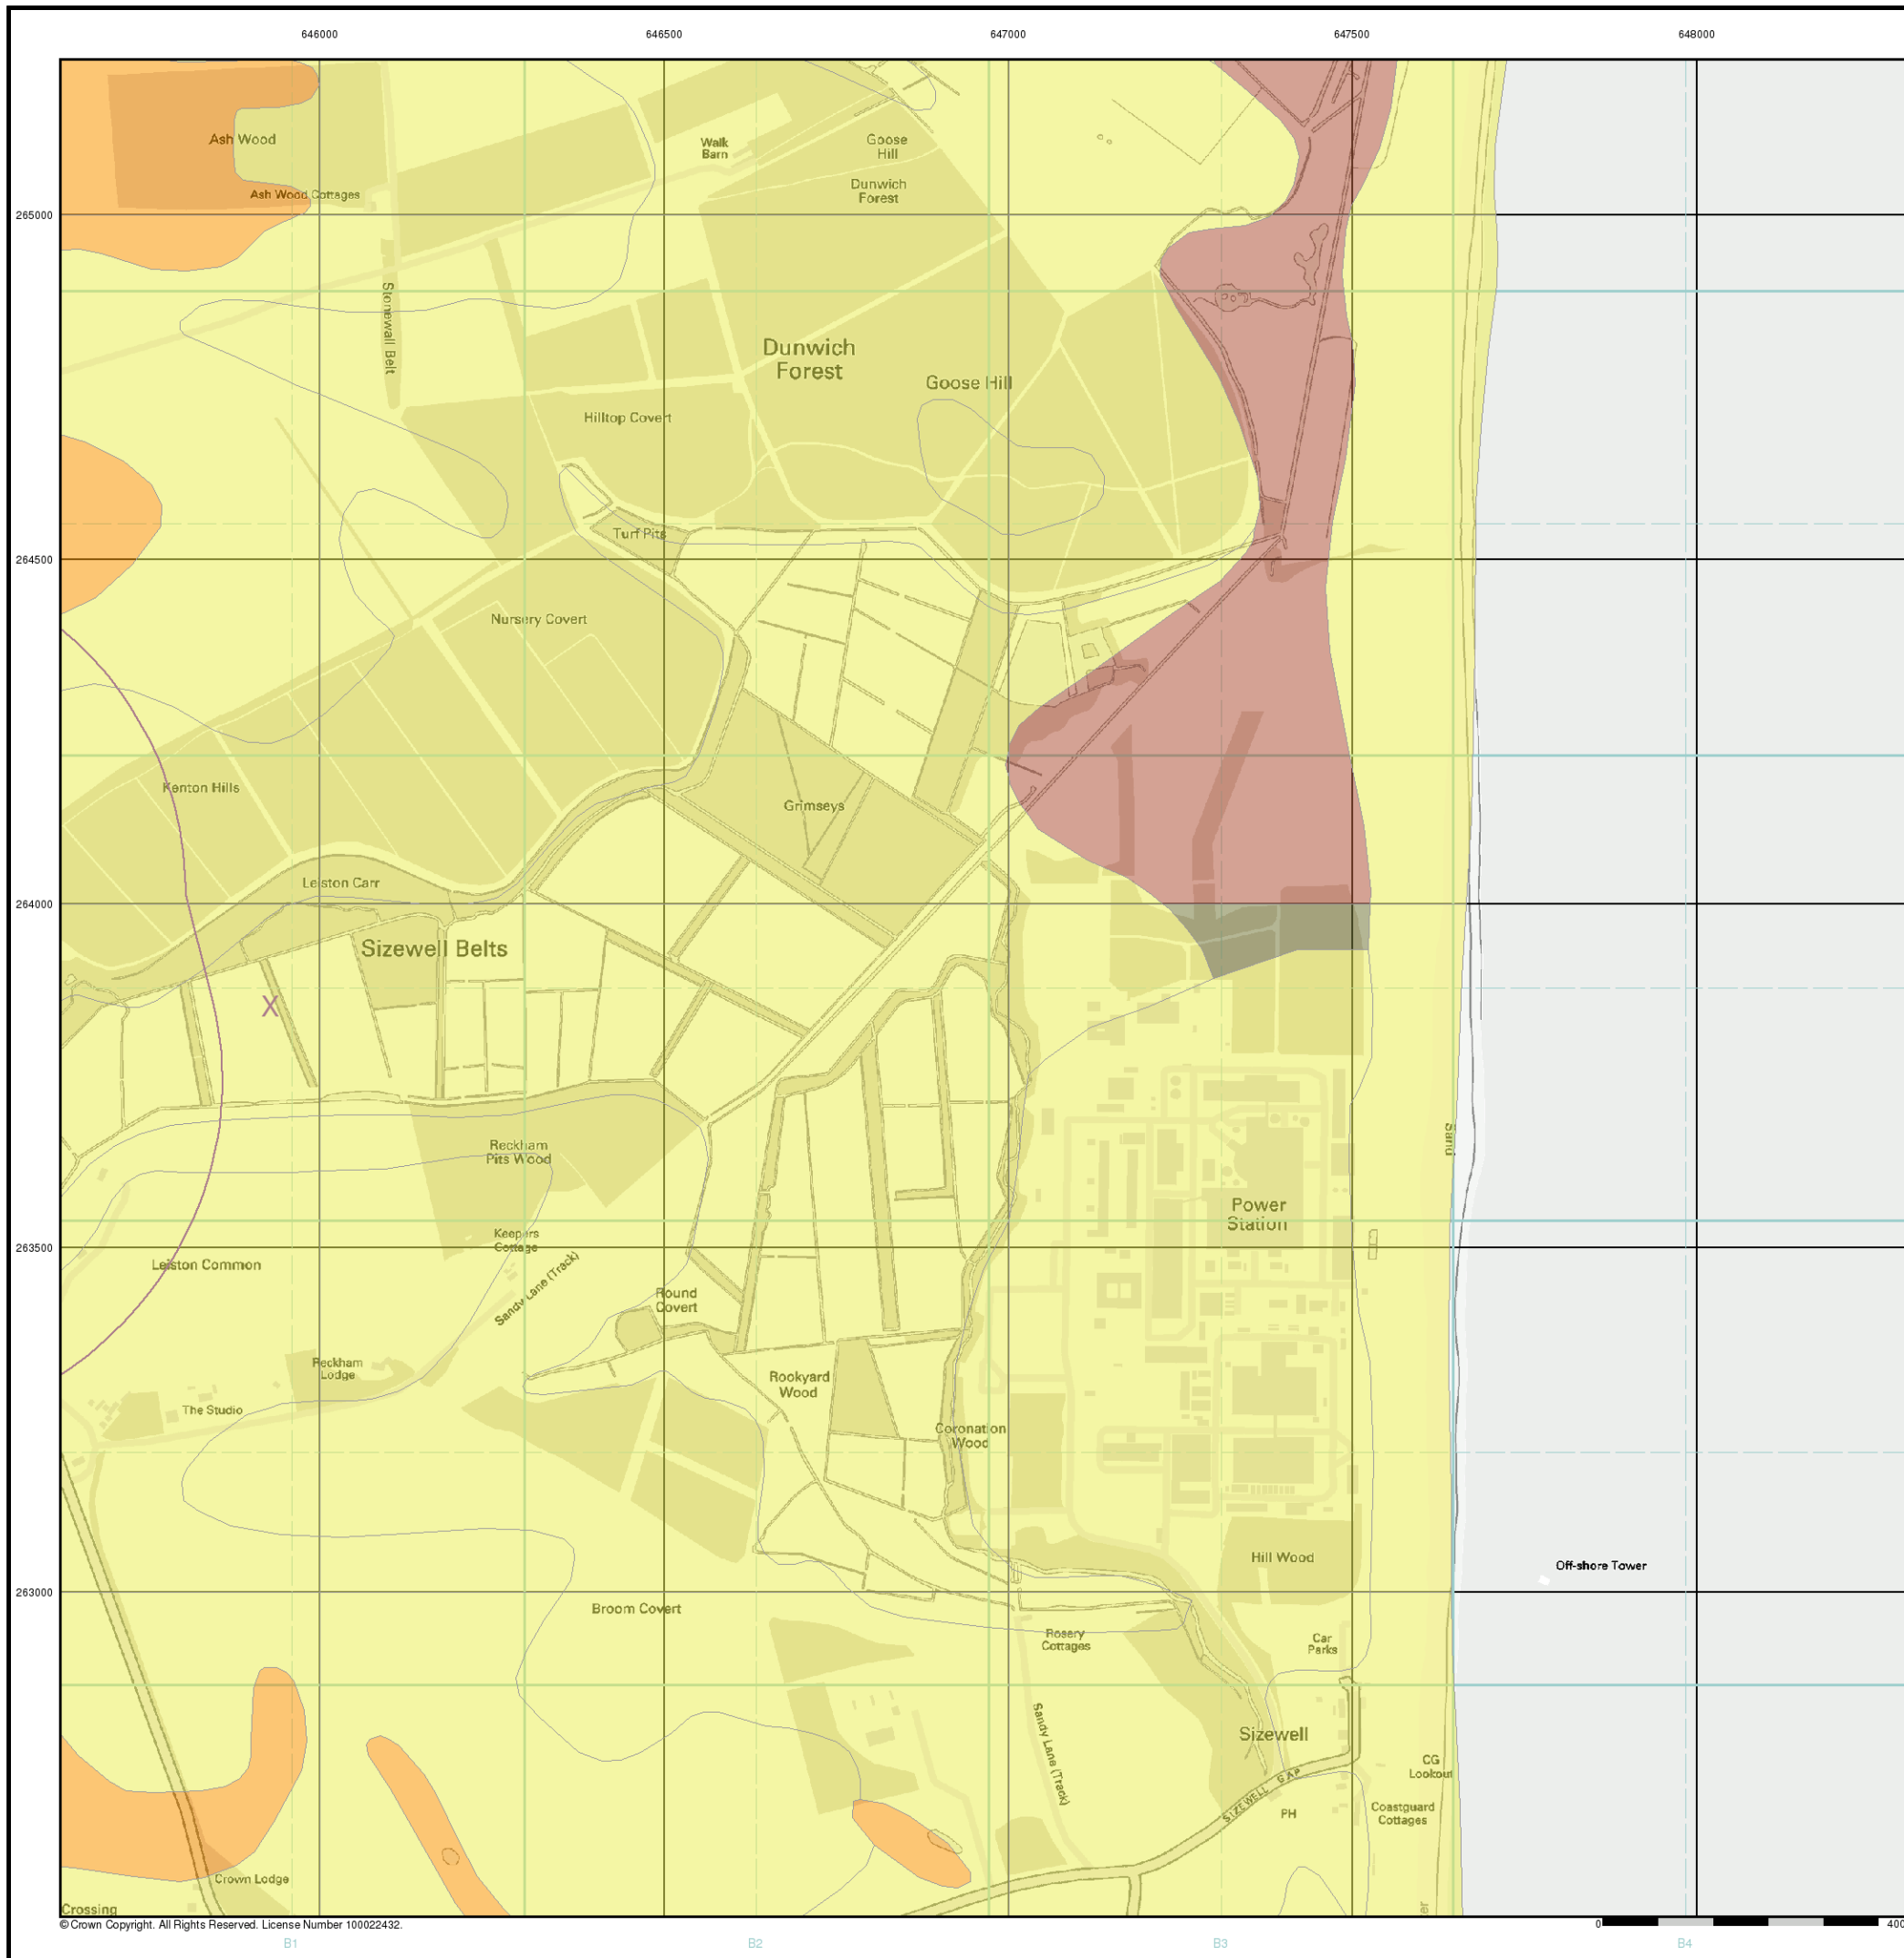 646000 646500 647000 647500 648000
Ash Wood
Walk
Barn
Goose
Hill
Ash Wood Cottages
Dunwich
Forest
265000
Stonewall Belt
Dunwich
Forest
Goose Hill
Hilltop Covert
Turf Pits
264500
Nursery Covert
Kenton Hills
Grimseys
Leiston Carr
264000
Sizewell Belts
X
Sand
Reckham
Pits Wood
Power
Station
Keepers
Cottage
263500
Leiston Common
Sandy Lane (Track)
Round
Covert
Reckham
Lodge
Rookyard
Wood
The Studio
Coronation
Wood
Hill Wood
Off-shore Tower
263000
Broom Covert
Rosery
Cottages
Car
Parks
Sandy Lane (Track)
Sizewell
CG
Lookout
SIZEWELL GAP
PH
Coastguard
Cottages
Crown Lodge
Crossing
© Crown Copyright. All Rights Reserved. License Number 100022432.
0 400
B1 B2 B3 B4